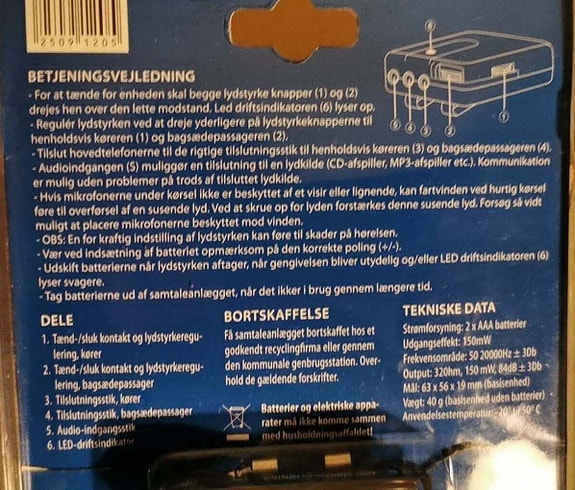 2509 1205
BETJENINGSVEJLEDNING
- For at tænde for enheden skal begge lydstyrke knapper (1) og (2)
drejes hen over den lette modstand. Led driftsindikatoren (6) lyser op.
- Regulér lydstyrken ved at dreje yderligere på lydstyrkeknapperne til
henholdsvis køreren (1) og bagsædepassageren (2).
- Tilslut hovedtelefonerne til de rigtige tilslutningsstik til henholdsvis køreren (3) og bagsædepassageren (4).
- Audioindgangen (5) muliggør en tilslutning til en lydkilde (CD-afspiller, MP3-afspiller etc.). Kommunikation
er mulig uden problemer på trods af tilsluttet lydkilde.
- Hvis mikrofonerne under kørsel ikke er beskyttet af et visir eller lignende, kan fartvinden ved hurtig kørsel
føre til overførsel af en susende lyd. Ved at skrue op for lyden forstærkes denne susende lyd. Forsøg så vidt
muligt at placere mikrofonerne beskyttet mod vinden.
- OBS: En for kraftig indstilling af lydstyrken kan føre til skader på hørelsen.
- Vær ved indsætning af batteriet opmærksom på den korrekte poling (+/-).
- Udskift batterierne når lydstyrken aftager, når gengivelsen bliver utydelig og/eller LED driftsindikatoren (6)
lyser svagere.
- Tag batterierne ud af samtaleanlægget, når det ikker i brug gennem længere tid.
6
5
4
3
2
1
DELE
1. Tænd-/sluk kontakt og lydstyrkeregu-
lering, kører
2. Tænd-/sluk kontakt og lydstyrkeregu-
lering, bagsædepassager
3. Tilslutningsstik, kører
4. Tilslutningsstik, bagsædepassager
5. Audio-indgangsstik
6. LED-driftsindikator
BORTSKAFFELSE
Få samtaleanlægget bortskaffet hos et
godkendt recyclingfirma eller gennem
den kommunale genbrugsstation. Over-
hold de gældende forskrifter.
Batterier og elektriske appa-
rater må ikke komme sammen
med husholdningsaffaldet!
TEKNISKE DATA
Strømforsyning: 2 x AAA batterier
Udgangseffekt: 150mW
Frekvensområde: 50 20000Hz ± 3Db
Output: 320hm, 150 mW, 84dB ± 3Db
Mål: 63 x 56 x 19 mm (basisenhed)
Vægt: 40 g (basisenhed uden batterier)
Anvendelsestemperatur: -20° / 50° C